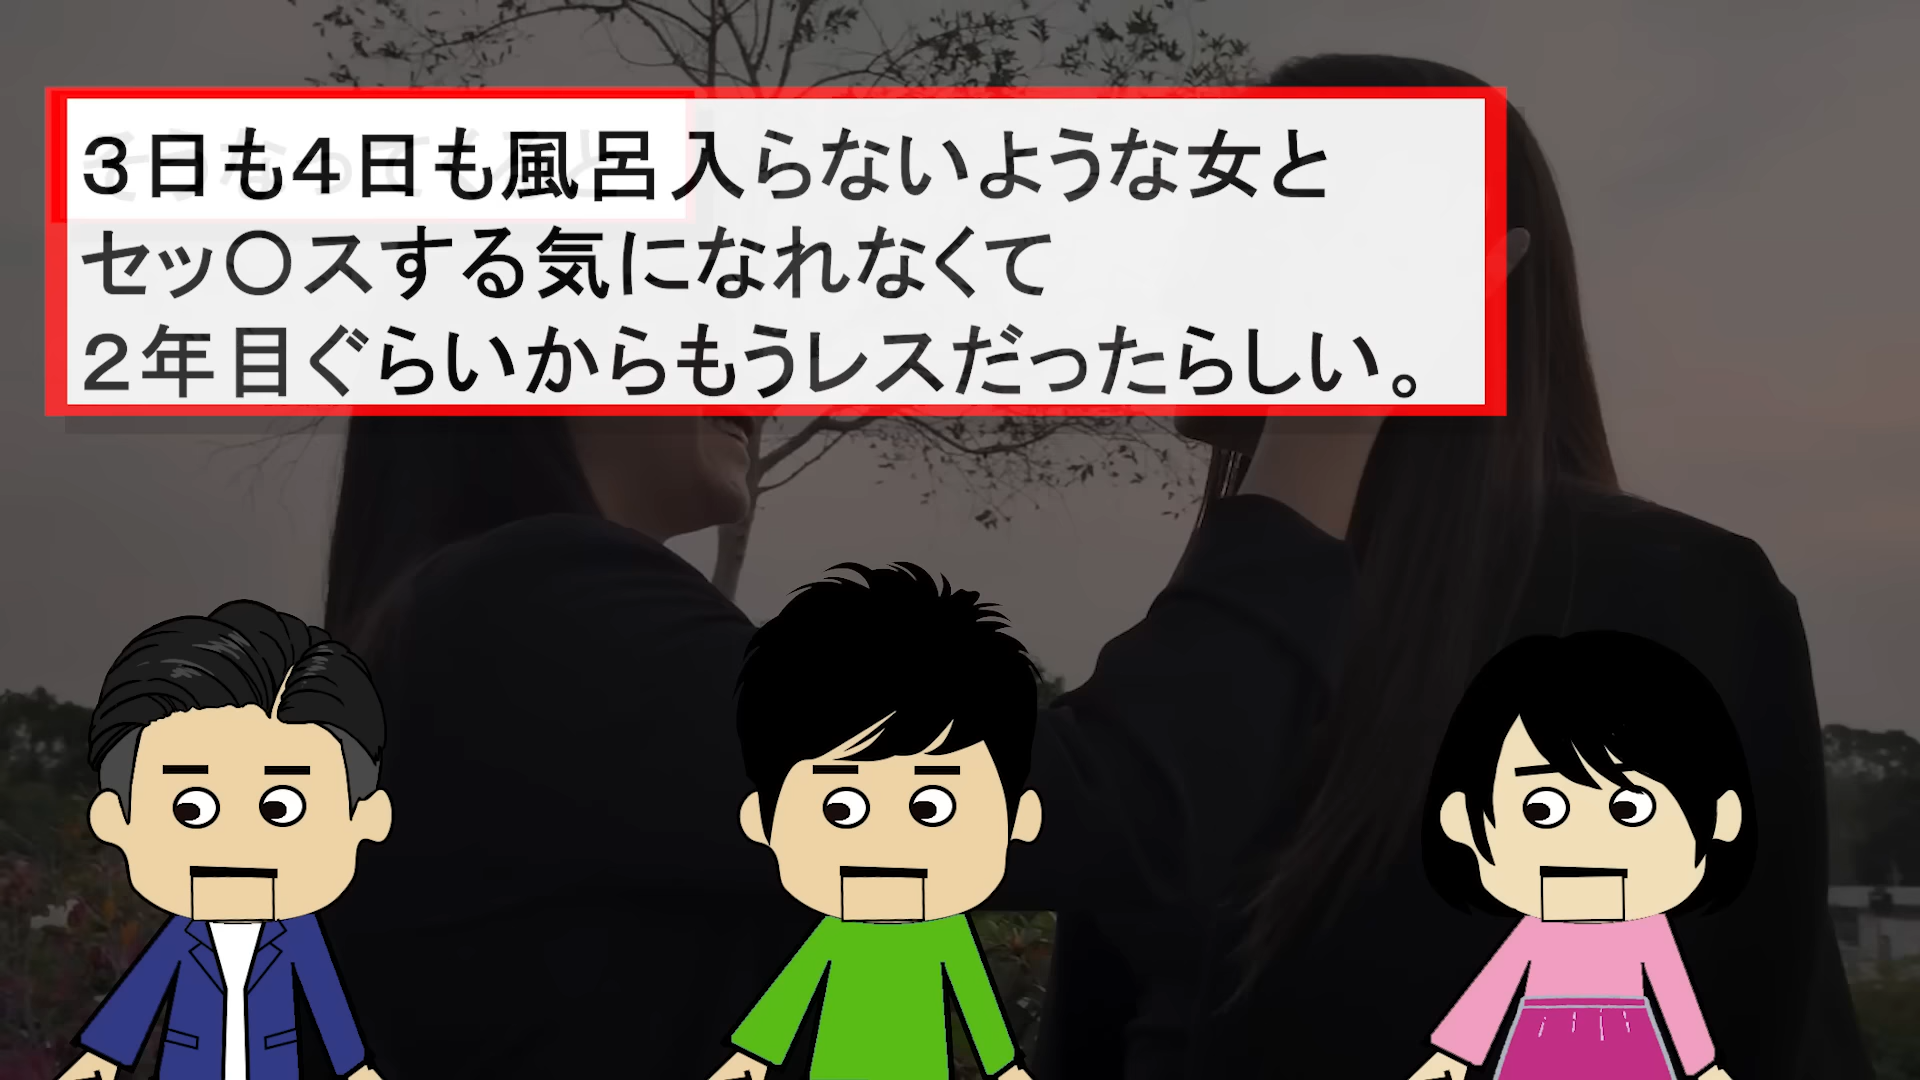 ３日も４日も風呂入らないような女と
セッ〇スする気になれなくて
２年目ぐらいからもうレスだったらしい。